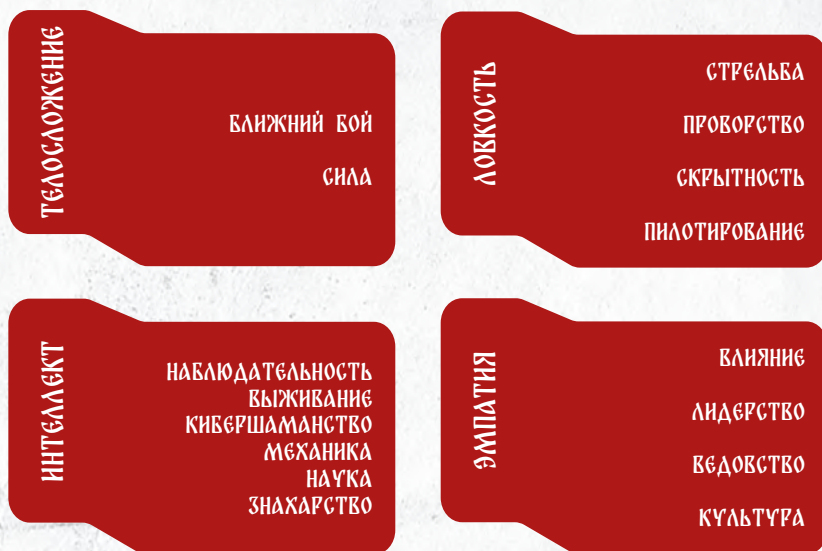 ТЕЛОСЛОЖЕНИЕ
БЛИЖНИЙ БОЙ
СИЛА
ЛОВКОСТЬ
СТРЕЛЬБА
ПРОВОРСТВО
СКРЫТНОСТЬ
ПИЛОТИРОВАНИЕ
ИНТЕЛЛЕКТ
НАБЛЮДАТЕЛЬНОСТЬ
ВЫЖИВАНИЕ
КИБЕРШАМАНСТВО
МЕХАНИКА
НАУКА
ЗНАХАРСТВО
ЭМПАТИЯ
ВЛИЯНИЕ
ЛИДЕРСТВО
ВЕДОВСТВО
КУЛЬТУРА